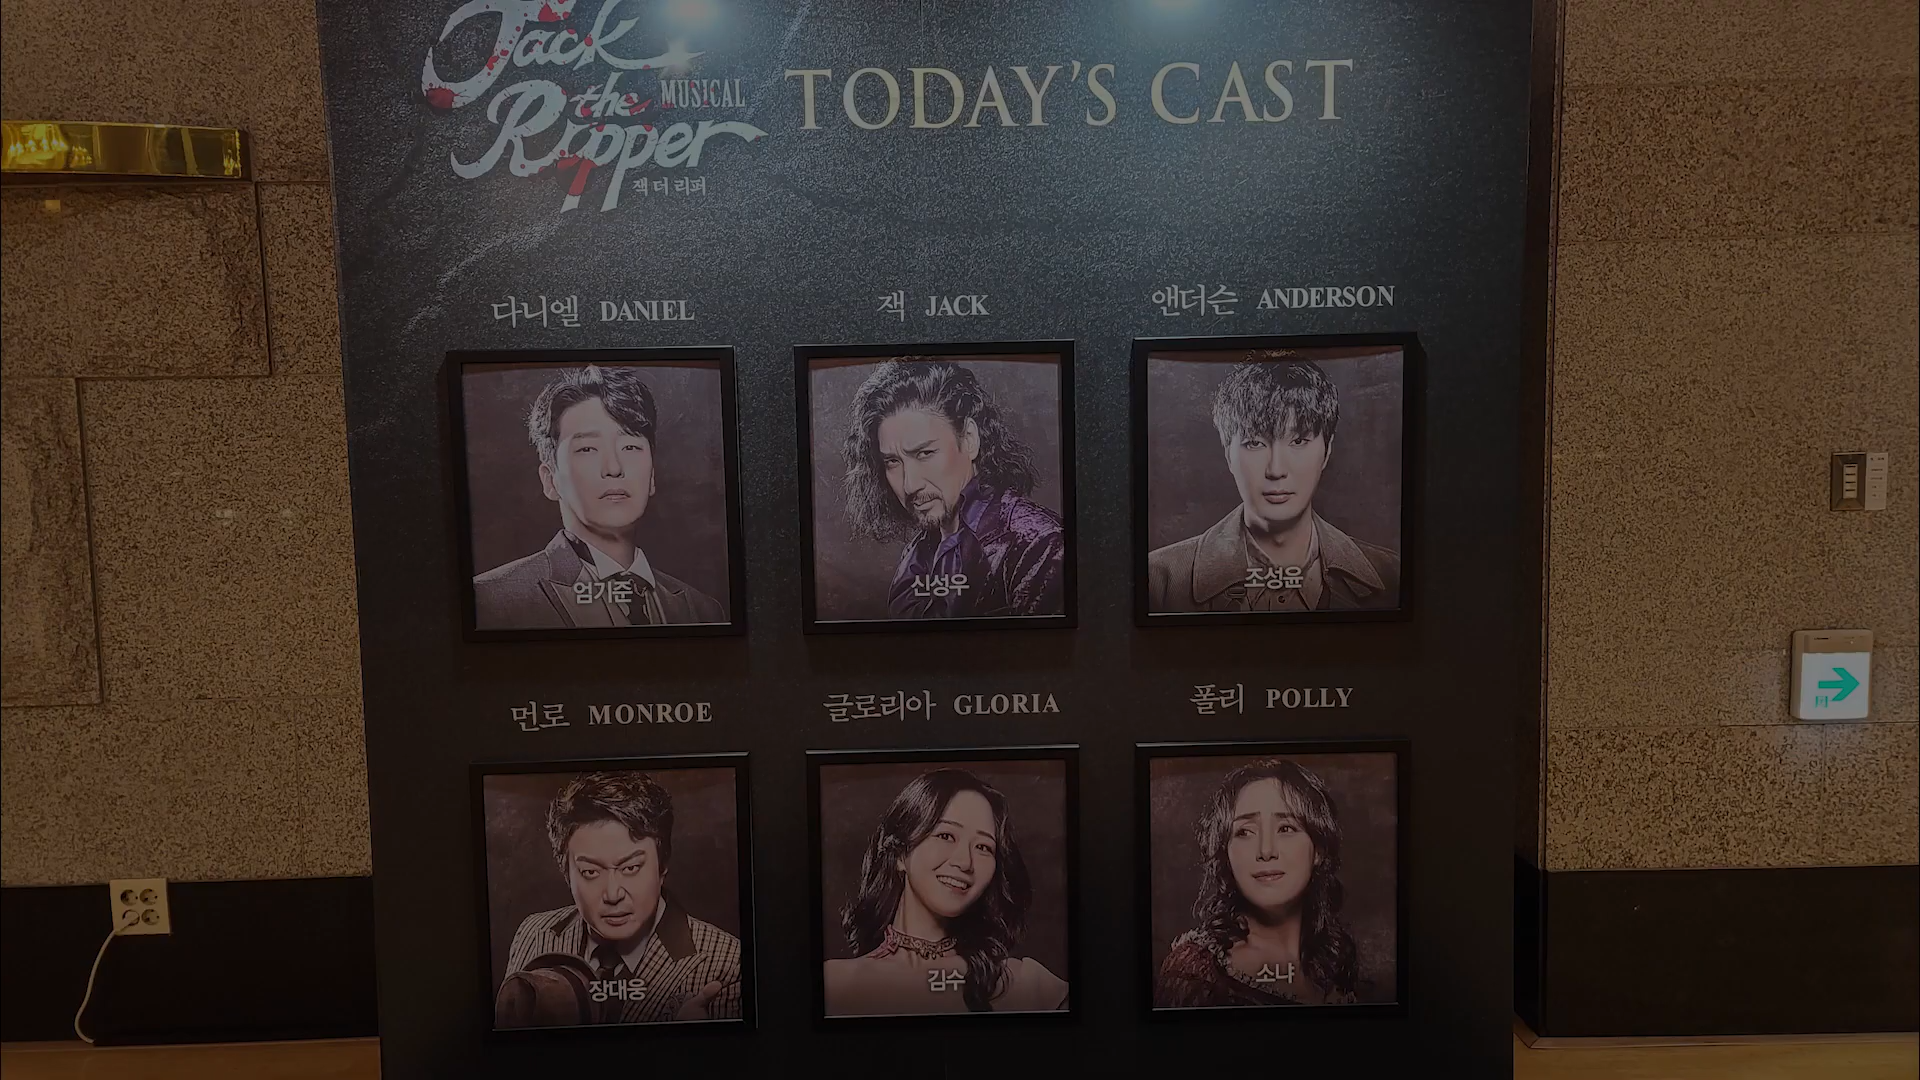 Jack
the MUSICAL
Ripper
잭 더 리퍼
TODAY'S CAST
다니엘 DANIEL
잭 JACK
앤더슨 ANDERSON
엄기준
신성우
조성윤
먼로 MONROE
글로리아 GLORIA
폴리 POLLY
장대웅
김수
소냐